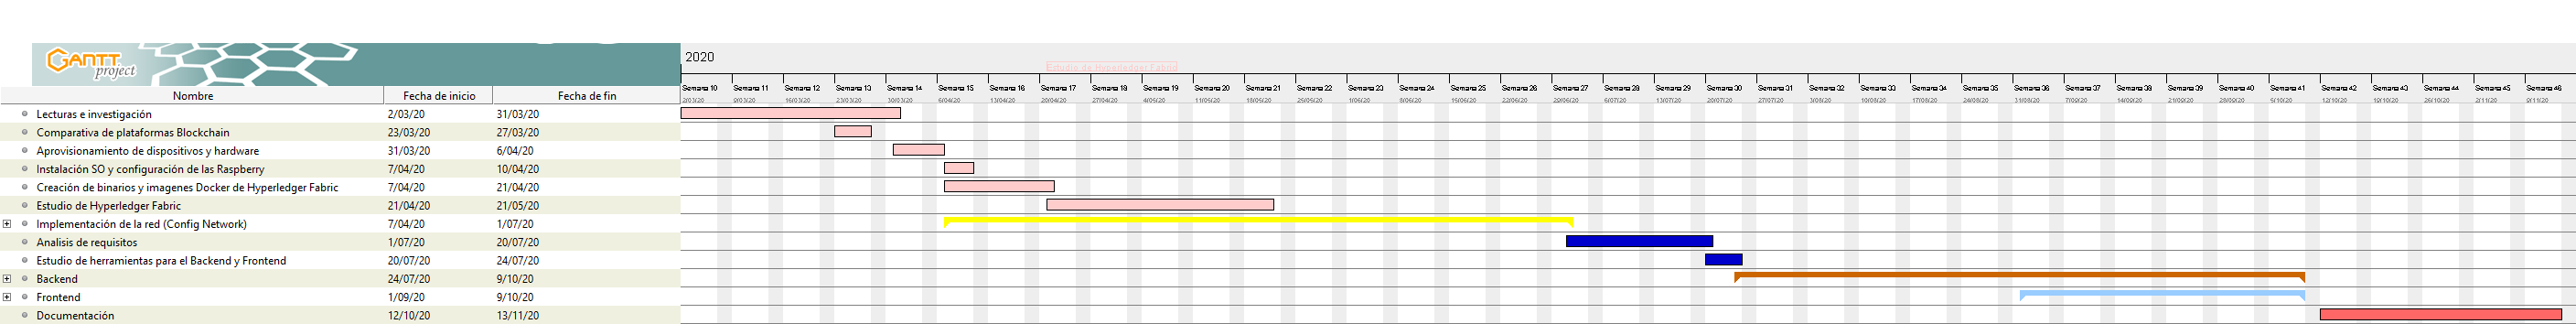 GANTT
project
2020
Estudio de Hyperledger Fabric
Nombre Fecha de inicio Fecha de fin
Semana 10 Semana 11 Semana 12 Semana 13 Semana 14 Semana 15 Semana 16 Semana 17 Semana 18 Semana 19 Semana 20 Semana 21 Semana 22 Semana 23 Semana 24 Semana 25 Semana 26 Semana 27 Semana 28 Semana 29 Semana 30 Semana 31 Semana 32 Semana 33 Semana 34 Semana 35 Semana 36 Semana 37 Semana 38 Semana 39 Semana 40 Semana 41 Semana 42 Semana 43 Semana 44 Semana 45 Semana 46
2/03/20 9/03/20 16/03/20 23/03/20 30/03/20 6/04/20 13/04/20 20/04/20 27/04/20 4/05/20 11/05/20 18/05/20 25/05/20 1/06/20 8/06/20 15/06/20 22/06/20 29/06/20 6/07/20 13/07/20 20/07/20 27/07/20 3/08/20 10/08/20 17/08/20 24/08/20 31/08/20 7/09/20 14/09/20 21/09/20 28/09/20 5/10/20 12/10/20 19/10/20 26/10/20 2/11/20 9/11/20
Lecturas e investigación 2/03/20 31/03/20
Comparativa de plataformas Blockchain 23/03/20 27/03/20
Aprovisionamiento de dispositivos y hardware 31/03/20 6/04/20
Instalación SO y configuración de las Raspberry 7/04/20 10/04/20
Creación de binarios y imagenes Docker de Hyperledger Fabric 7/04/20 21/04/20
Estudio de Hyperledger Fabric 21/04/20 21/05/20
Implementación de la red (Config Network) 7/04/20 1/07/20
Analisis de requisitos 1/07/20 20/07/20
Estudio de herramientas para el Backend y Frontend 20/07/20 24/07/20
Backend 24/07/20 9/10/20
Frontend 1/09/20 9/10/20
Documentación 12/10/20 13/11/20